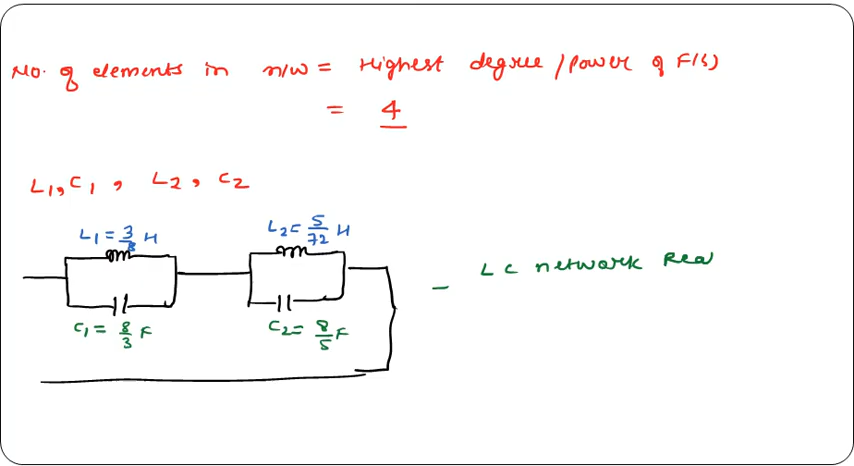 No. of elements in n/w = Highest degree/power of F(s)
= 4
L1, C1, L2, C2
L1 = 3/8 H
L2 = 5/72 H
C1 = 8/3 F
C2 = 8/5 F
- LC network Rea